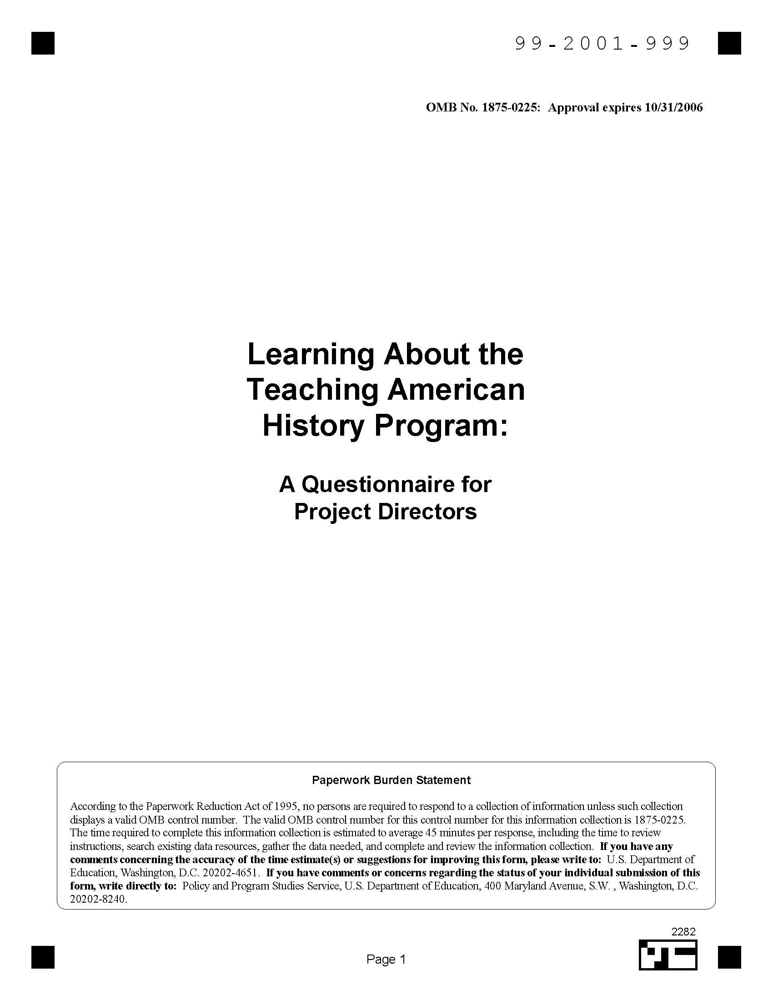 99-2001-999
OMB No. 1875-0225:  Approval expires 10/31/2006
Learning About the
Teaching American
History Program:
A Questionnaire for
Project Directors
Paperwork Burden Statement
According to the Paperwork Reduction Act of 1995, no persons are required to respond to a collection of information unless such collection
displays a valid OMB control number.  The valid OMB control number for this control number for this information collection is 1875-0225.
The time required to complete this information collection is estimated to average 45 minutes per response, including the time to review
instructions, search existing data resources, gather the data needed, and complete and review the information collection.  If you have any
comments concerning the accuracy of the time estimate(s) or suggestions for improving this form, please write to:  U.S. Department of
Education, Washington, D.C. 20202-4651.  If you have comments or concerns regarding the status of your individual submission of this
form, write directly to:  Policy and Program Studies Service, U.S. Department of Education, 400 Maryland Avenue, S.W. , Washington, D.C.
20202-8240.
2282
Page 1